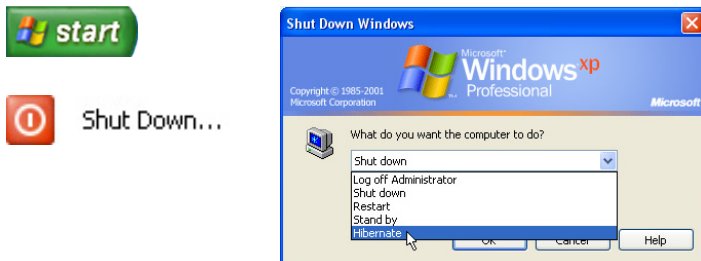 start
Shut Down...
Shut Down Windows
Microsoft®
Windows xp
Professional
Copyright © 1985-2001
Microsoft Corporation
Microsoft
What do you want the computer to do?
Shut down
Log off Administrator
Shut down
Restart
Stand by
Hibernate
OK Cancel Help